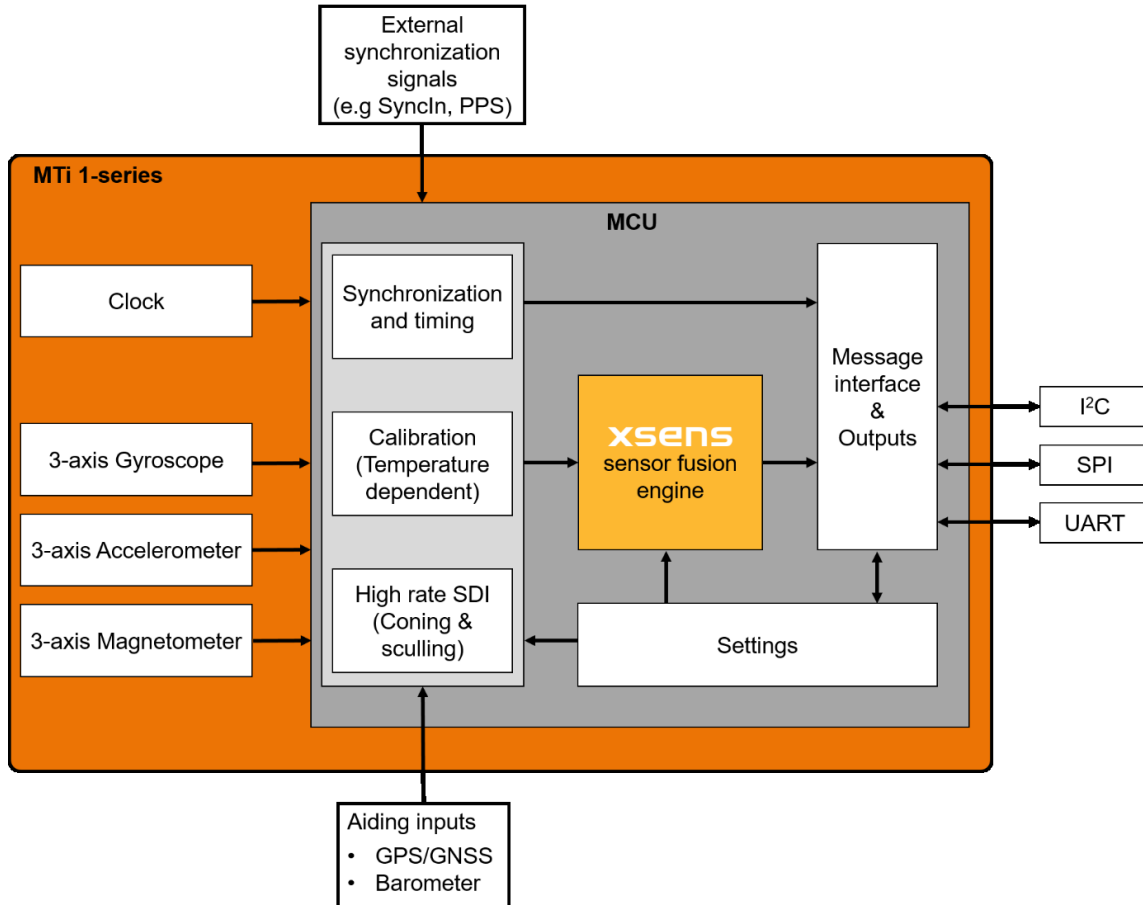 External
synchronization
signals
(e.g SyncIn, PPS)
MTi 1-series
MCU
Clock
Synchronization
and timing
Message
interface
&
Outputs
3-axis Gyroscope
Calibration
(Temperature
dependent)
xsens
sensor fusion
engine
I²C
SPI
UART
3-axis Accelerometer
3-axis Magnetometer
High rate SDI
(Coning &
sculling)
Settings
Aiding inputs
• GPS/GNSS
• Barometer